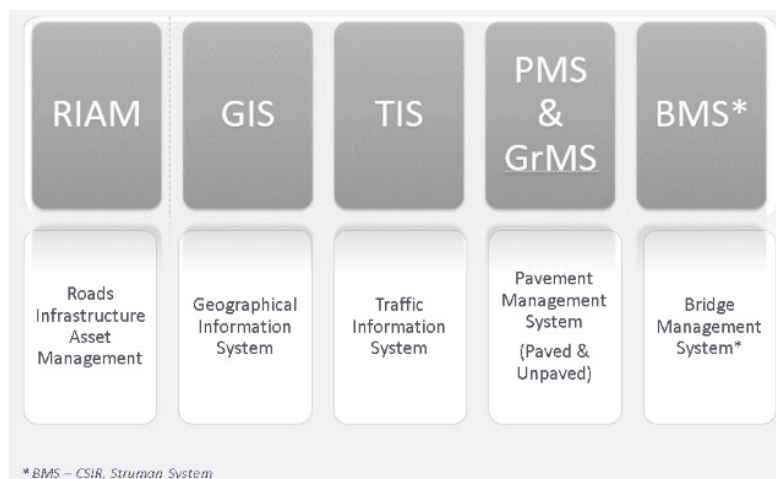 RIAM
GIS
TIS
PMS
&
GrMS
BMS*
Roads
Infrastructure
Asset
Management
Geographical
Information
System
Traffic
Information
System
Pavement
Management
System
(Paved &
Unpaved)
Bridge
Management
System*
* BMS – CSiR, Struman System